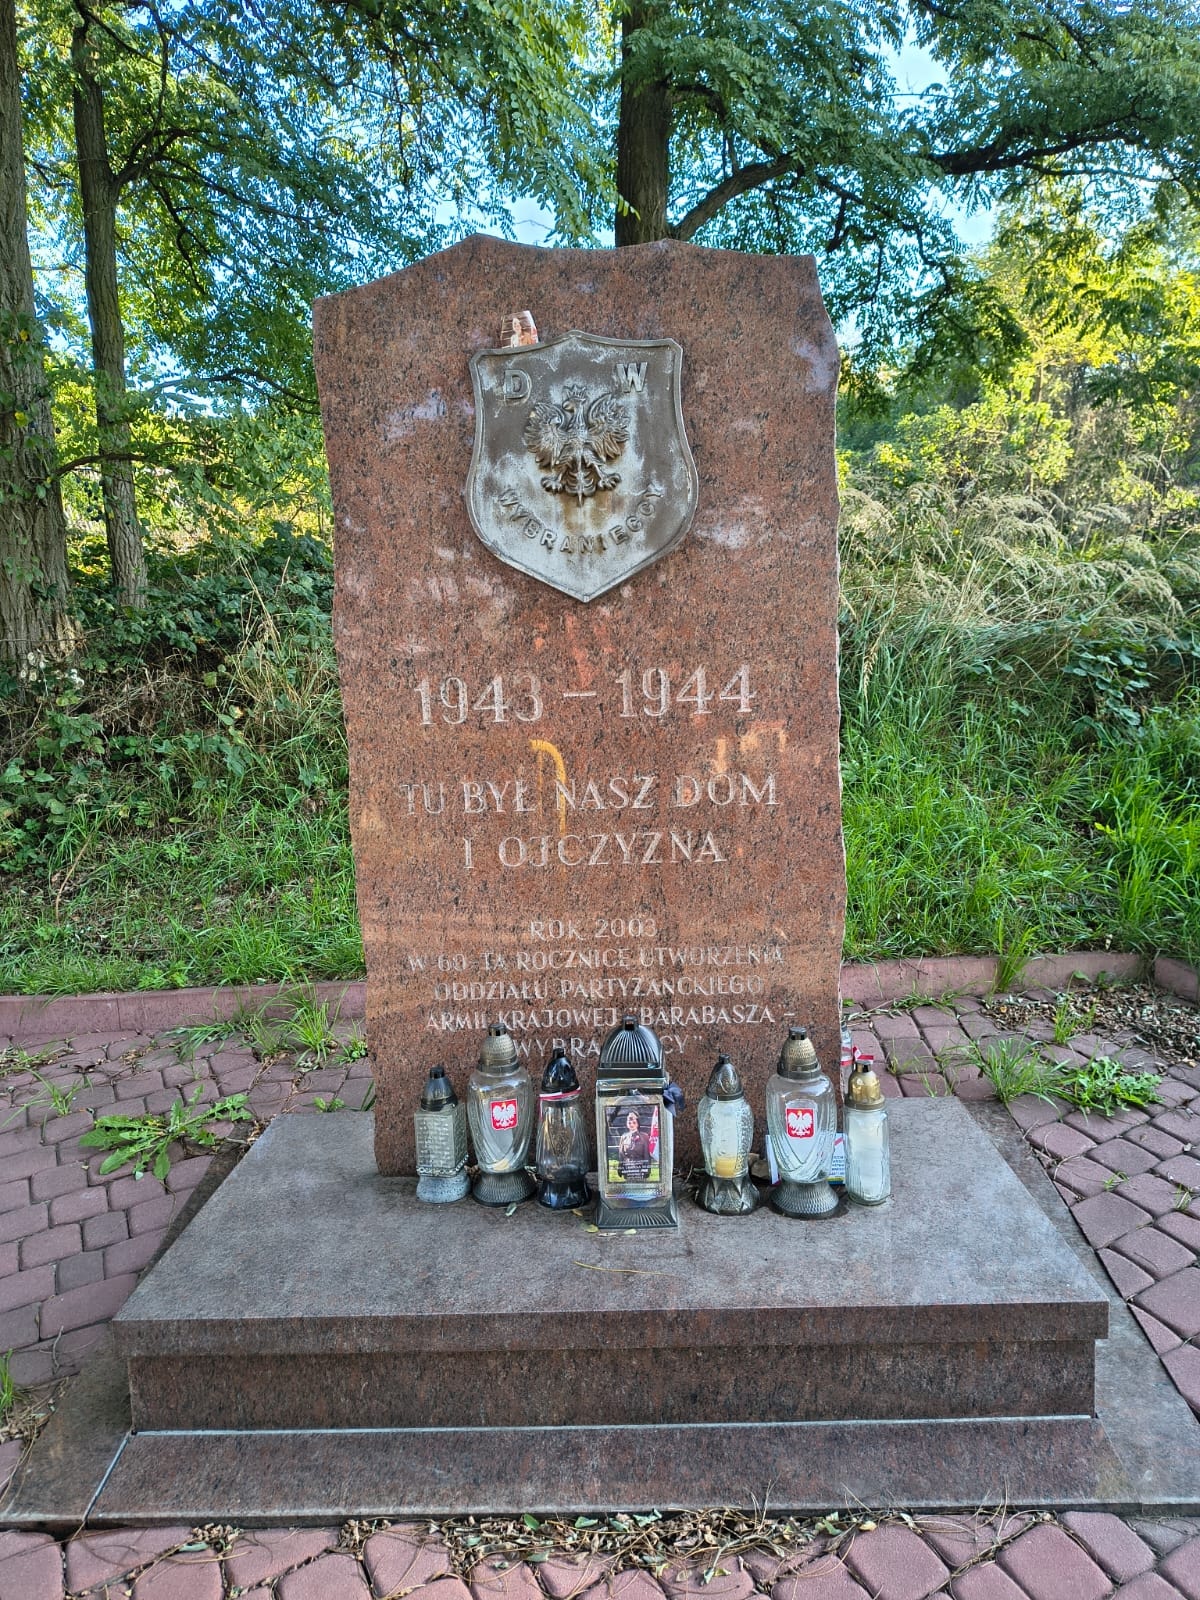 D W
WYBRANIECCY
1943 – 1944
TU BYŁ NASZ DOM
I OJCZYZNA
ROK 2003
W 60-TĄ ROCZNICĘ UTWORZENIA
ODDZIAŁU PARTYZANCKIEGO
ARMII KRAJOWEJ "BARABASZA -